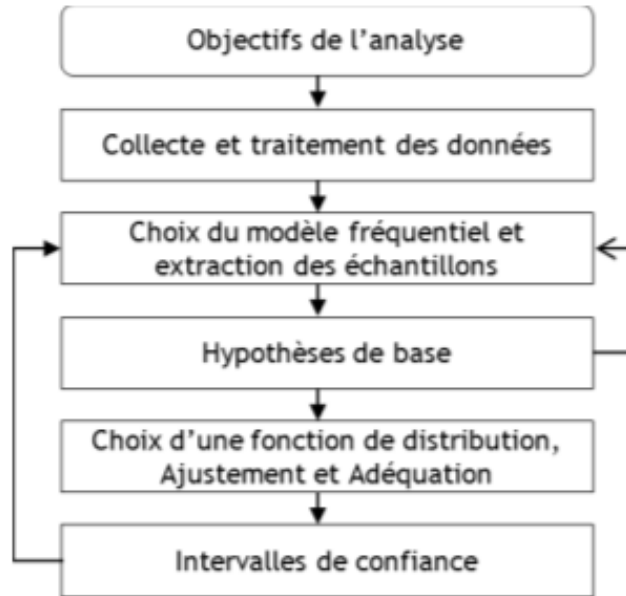 Objectifs de l'analyse
Collecte et traitement des données
Choix du modèle fréquentiel et
extraction des échantillons
Hypothèses de base
Choix d'une fonction de distribution,
Ajustement et Adéquation
Intervalles de confiance